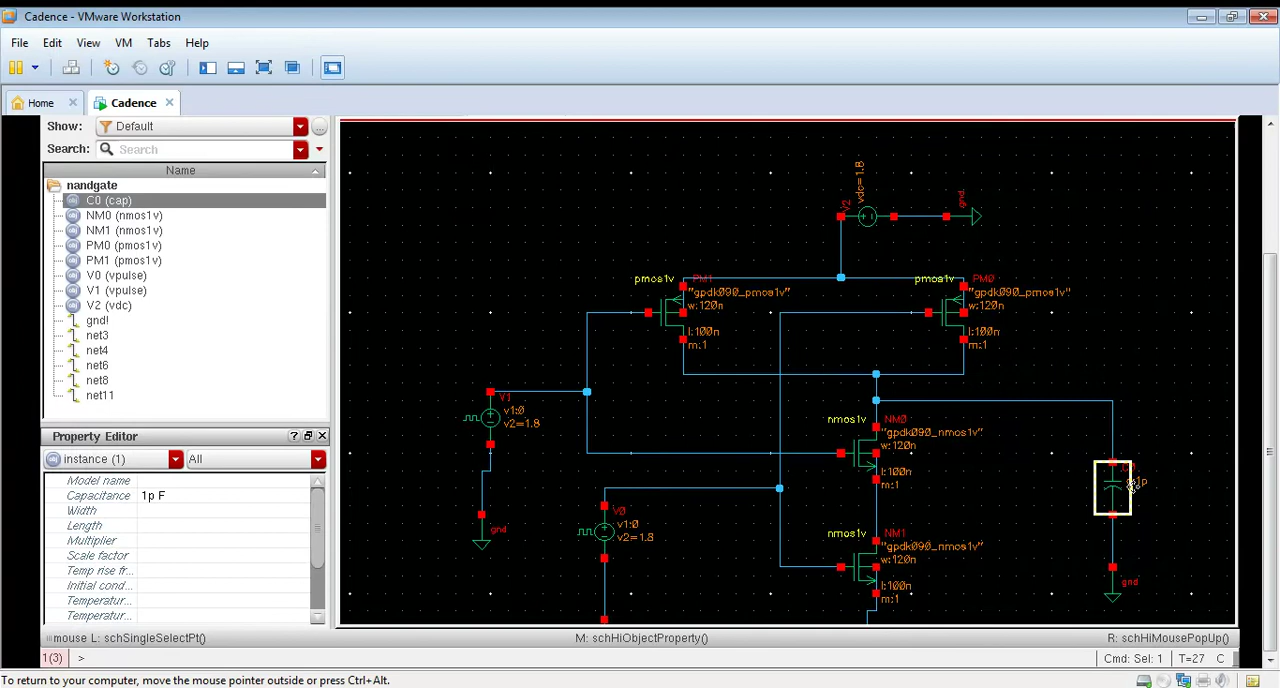 Cadence - VMware Workstation
File Edit View VM Tabs Help
Home Cadence
Show: Default
Search: Search
Name
nandgate
C0 (cap)
NM0 (nmos1v)
NM1 (nmos1v)
PM0 (pmos1v)
PM1 (pmos1v)
V0 (vpulse)
V1 (vpulse)
V2 (vdc)
gnd!
net3
net4
net6
net8
net11
Property Editor
instance (1) All
Model name
Capacitance 1p F
Width
Length
Multiplier
Scale factor
Temp rise fr...
Initial cond...
Temperatur...
Temperatur...
vdc=1.8
V2
gnd
pmos1v PM1
"gpdk090_pmos1v"
w:120n
l:100n
m:1
pmos1v PM0
"gpdk090_pmos1v"
w:120n
l:100n
m:1
V1
v1:0
v2=1.8
gnd
nmos1v NM0
"gpdk090_nmos1v"
w:120n
l:100n
m:1
V0
v1:0
v2=1.8
nmos1v NM1
"gpdk090_nmos1v"
w:120n
l:100n
m:1
gnd
mouse L: schSingleSelectPt() M: schHiObjectProperty() R: schHiMousePopUp()
1(3) > Cmd: Sel: 1 T=27 C
To return to your computer, move the mouse pointer outside or press Ctrl+Alt.